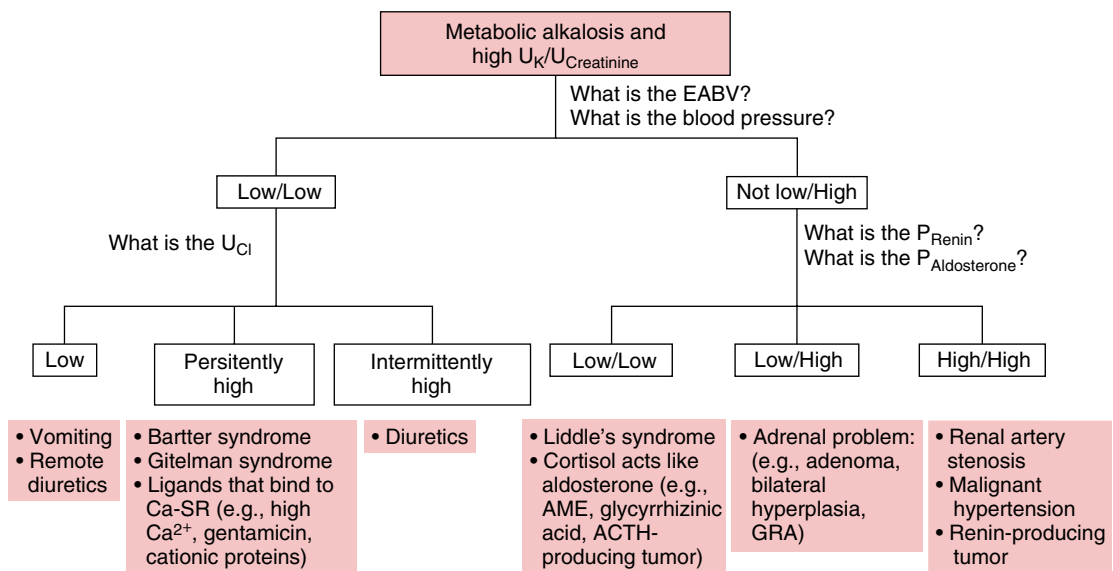 Metabolic alkalosis and
high UK/UCreatinine
What is the EABV?
What is the blood pressure?
Low/Low
Not low/High
What is the UCl
What is the PRenin?
What is the PAldosterone?
Low
Persitently
high
Intermittently
high
Low/Low
Low/High
High/High
• Vomiting
• Remote
diuretics
• Bartter syndrome
• Gitelman syndrome
• Ligands that bind to
Ca-SR (e.g., high
Ca2+, gentamicin,
cationic proteins)
• Diuretics
• Liddle's syndrome
• Cortisol acts like
aldosterone (e.g.,
AME, glycyrrhizinic
acid, ACTH-
producing tumor)
• Adrenal problem:
(e.g., adenoma,
bilateral
hyperplasia,
GRA)
• Renal artery
stenosis
• Malignant
hypertension
• Renin-producing
tumor